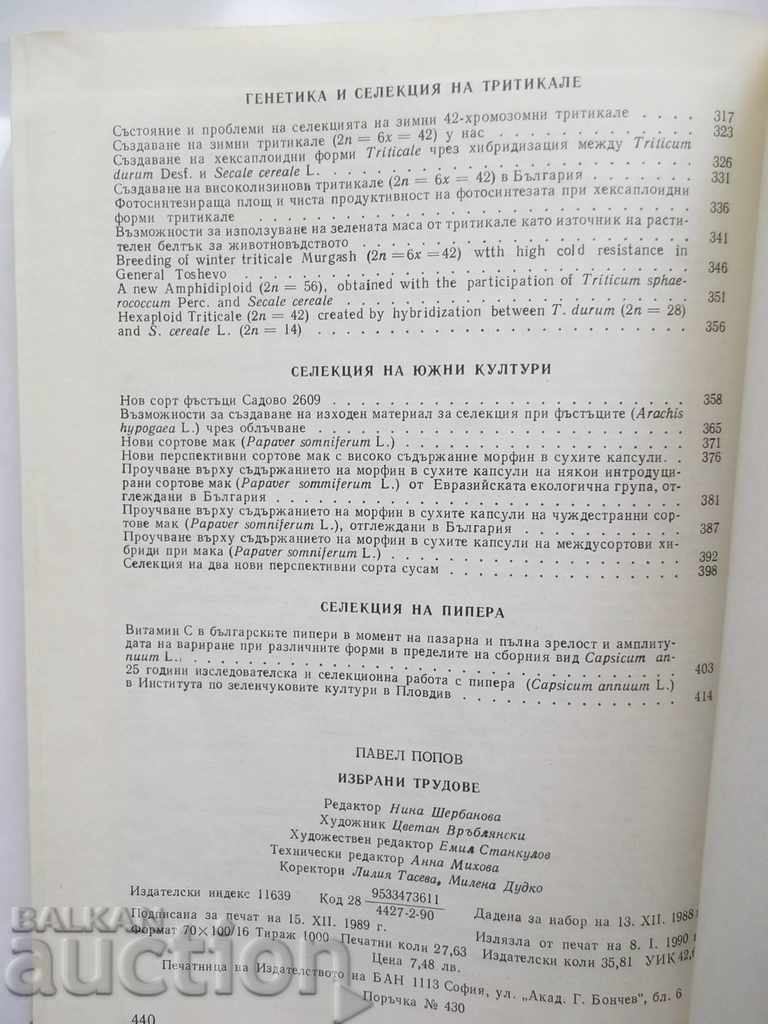 ГЕНЕТИКА И СЕЛЕКЦИЯ НА ТРИТИКАЛЕ
Състояние и проблеми на селекцията на зимни 42-хромозомни тритикале . . . . 317
Създаване на зимни тритикале (2n = 6x = 42) у нас . . . . . . . . . . . 323
Създаване на хексаплоидни форми Triticale чрез хибридизация между Triticum
durum Desf. и Secale cereale L. . . . . . . . . . . . . . . . . . . . 326
Създаване на високолизинови тритикале (2n = 6x = 42) в България . . . . . . . 331
Фотосинтезираща площ и чиста продуктивност на фотосинтезата при хексаплоидни
форми тритикале . . . . . . . . . . . . . . . . . . . . . . . . 336
Възможности за използуване на зелената маса от тритикале като източник на расти-
телен белтък за животновъдството . . . . . . . . . . . . . . . . . . 341
Breeding of winter triticale Murgash (2n=6x=42) wtth high cold resistance in
General Toshevo . . . . . . . . . . . . . . . . . . . . . . . . 346
A new Amphidiploid (2n = 56), obtained with the participation of Triticum sphae-
rococcum Perc. and Secale cereale . . . . . . . . . . . . . . . . . . 351
Hexaploid Triticale (2n = 42) created by hybridization between T. durum (2n = 28)
and S. cereale L. (2n = 14) . . . . . . . . . . . . . . . . . . . . 356
СЕЛЕКЦИЯ НА ЮЖНИ КУЛТУРИ
Нов сорт фъстъци Садово 2609 . . . . . . . . . . . . . . . . . . . 358
Възможности за създаване на изходен материал за селекция при фъстъците (Arachis
hypogaea L.) чрез облъчване . . . . . . . . . . . . . . . . . . . . 365
Нови сортове мак (Papaver somniferum L.) . . . . . . . . . . . . . . . 371
Нови перспективни сортове мак с високо съдържание морфин в сухите капсули. . 376
Проучване върху съдържанието на морфин в сухите капсули на някои интродуци-
рани сортове мак (Papaver sommiferum L.) от Евразийската екологична група, от-
глеждани в България . . . . . . . . . . . . . . . . . . . . . . 381
Проучване върху съдържанието на морфин в сухите капсули на чуждестранни сор-
тове мак (Papaver somniferum L.), отглеждани в България . . . . . . . . . 387
Проучване върху съдържанието на морфин в сухите капсули на междусортови хи-
бриди при мака (Papaver somniferum L.) . . . . . . . . . . . . . . . . 392
Селекция иа два нови перспективни сорта сусам . . . . . . . . . . . . . 398
СЕЛЕКЦИЯ НА ПИПЕРА
Витамин С в българските пипери в момент на пазарна и пълна зрелост и амплиту-
дата на вариране при различните форми в пределите на сборния вид Capsicum an-
nuum L.. . . . . . . . . . . . . . . . . . . . . . . . . . . 403
25 години изследователска и селекционна работа с пипера (Capsicum annuum L.)
в Института по зеленчуковите култури в Пловдив . . . . . . . . . . . . 414
ПАВЕЛ ПОПОВ
ИЗБРАНИ ТРУДОВЕ
Редактор Нина Шербанова
Художник Цветан Връблянски
Художествен редактор Емил Станкулов
Технически редактор Анна Михова
Коректори Лилия Тасева, Милена Дудко
Издателски индекс 11639 Код 28 9533473611
4427-2-90
Дадена за набор на 13. XII. 1988
Подписана за печат на 15. XII. 1989 г.
Излязла от печат на 8. I. 1990 г
Формат 70×100/16 Тираж 1000 Печатни коли 27,63 Издателски коли 35,81 УИК 42,
Цена 7,48 лв.
Печатница на Издателството на БАН 1113 София, ул. „Акад. Г. Бончев", бл. 6
Поръчка № 430
440
BALKAN
auction